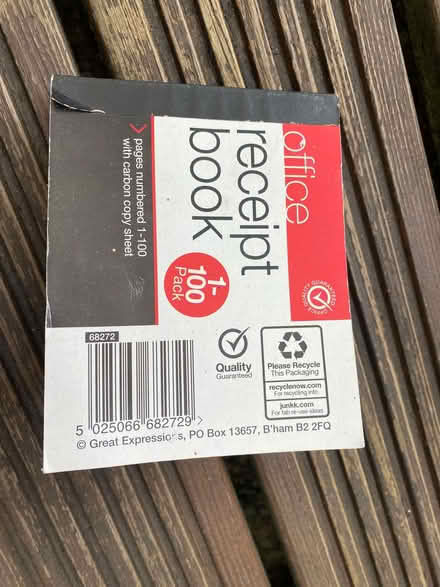 office
receipt
book
1-
100
Pack
pages numbered 1-100
with carbon copy sheet
QUALITY GUARANTEED
68272
5 025066 682729 >
Quality
Guaranteed
Please Recycle
This Packaging
recyclenow.com
For recycling info
junkk.com
For fab re-use ideas
© Great Expressions, PO Box 13657, B'ham B2 2FQ